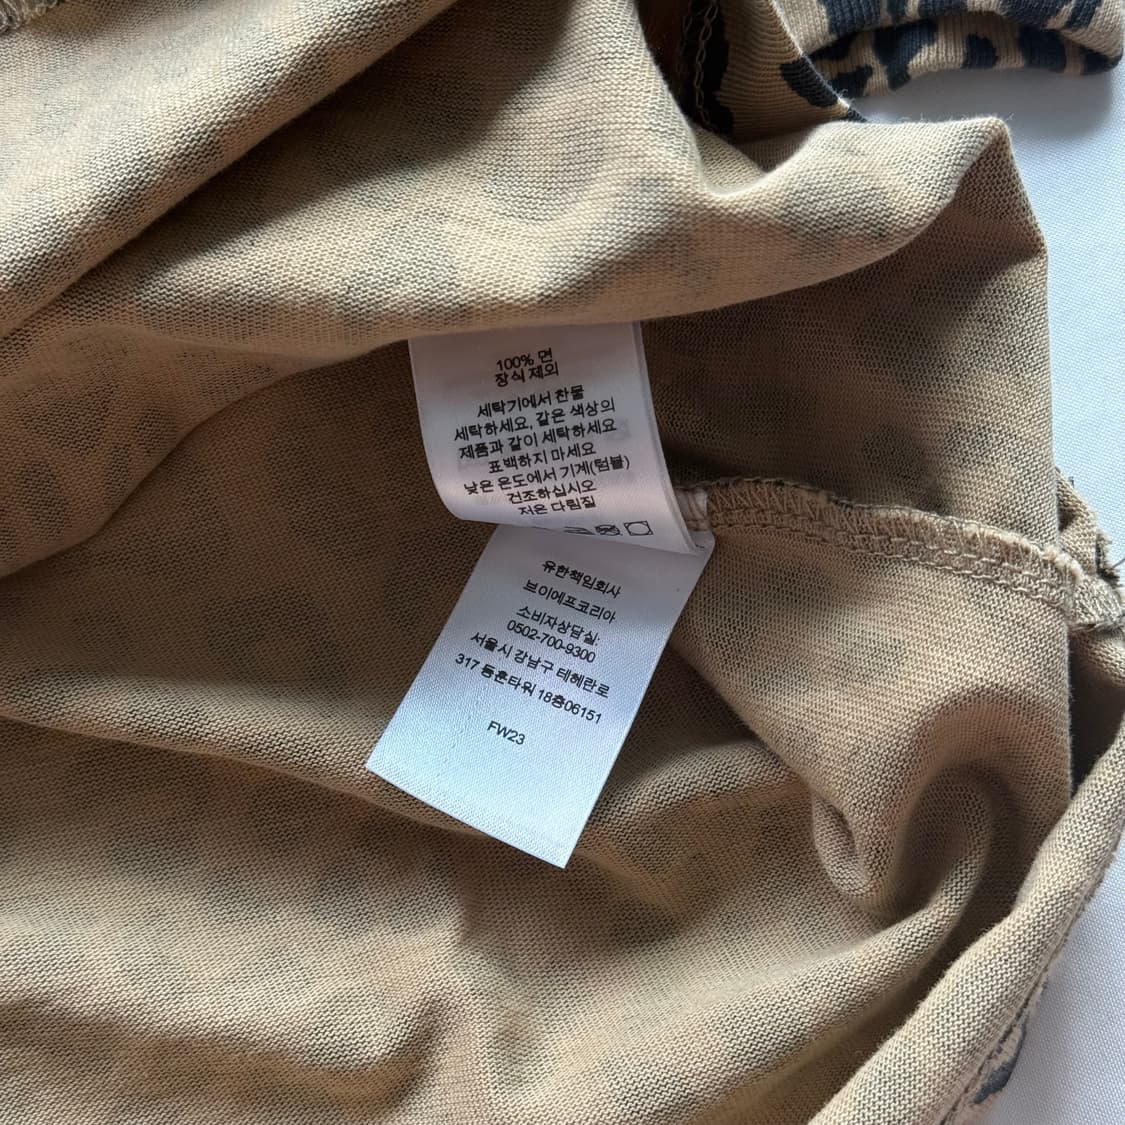 100% 면
장식 제외
세탁기에서 찬물
세탁하세요, 같은 색상의
제품과 같이 세탁하세요
표백하지 마세요
낮은 온도에서 기계(텀블)
건조하십시오
저온 다림질
유한책임회사
브이에프코리아
소비자상담실:
0502-700-9300
서울시 강남구 테헤란로
317 동훈타워 18층06151
FW23